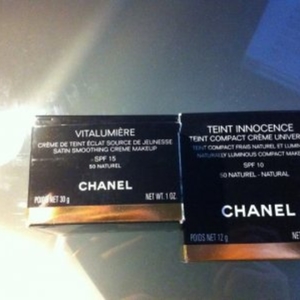 VITALUMIÈRE
CRÈME DE TEINT ÉCLAT SOURCE DE JEUNESSE
SATIN SMOOTHING CREME MAKEUP
- SPF 15
50 NATUREL
CHANEL
POIDS NET 30 g NET WT. 1 OZ.
TEINT INNOCENCE
TEINT COMPACT CRÈME UNIVER
TEINT COMPACT FRAIS NATUREL ET LUMIN
NATURALLY LUMINOUS COMPACT MAKE
SPF 10
50 NATUREL - NATURAL
CHANEL
POIDS NET 12 g